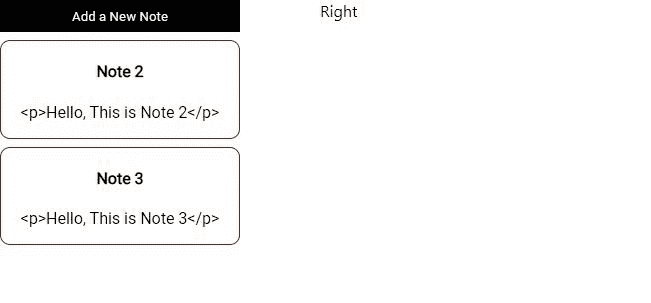 Add a New Note
Right
Note 2
<p>Hello, This is Note 2</p>
Note 3
<p>Hello, This is Note 3</p>